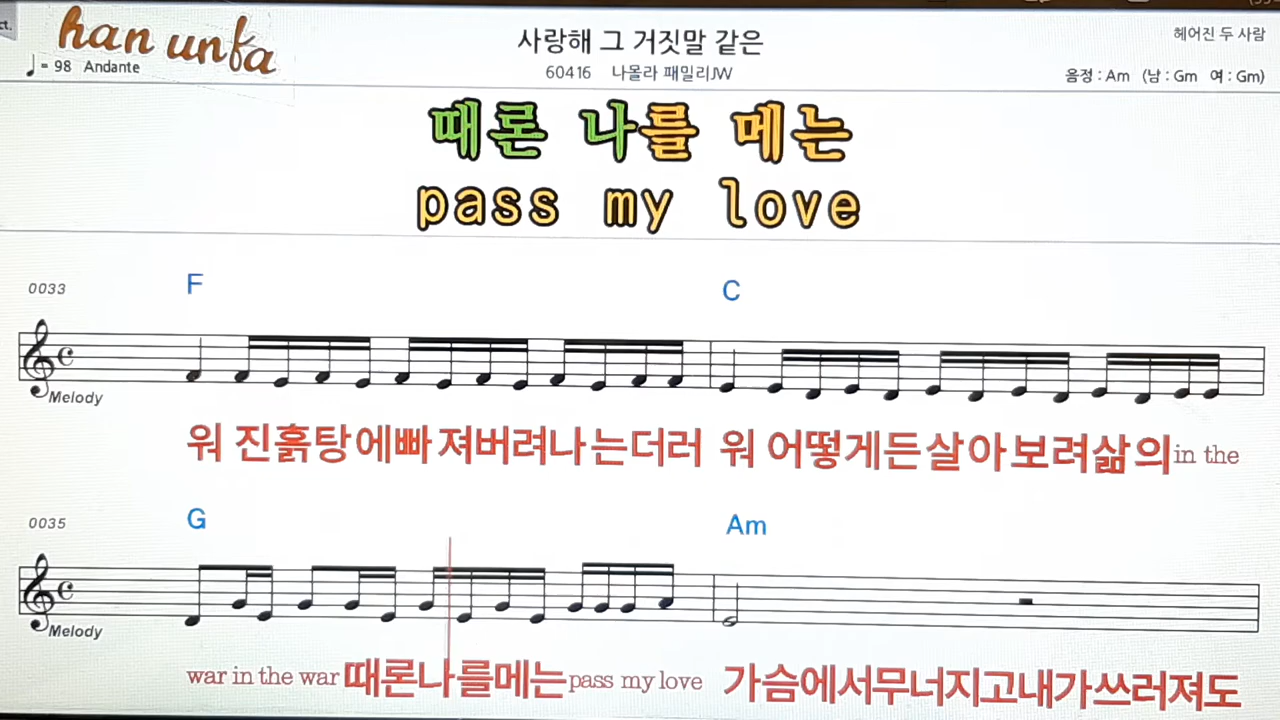 ct.
han unfa
사랑해 그 거짓말 같은
헤어진 두 사람
♩= 98 Andante
60416 나몰라 패밀리JW
음정 : Am (남 : Gm 여 : Gm)
때론 나를 메는
pass my love
0033 F C
Melody
워 진흙탕에빠져버려나는더러 워 어떻게든살아보려삶의in the
0035 G Am
Melody
war in the war 때론나를메는pass my love 가슴에서무너지고내가쓰러져도